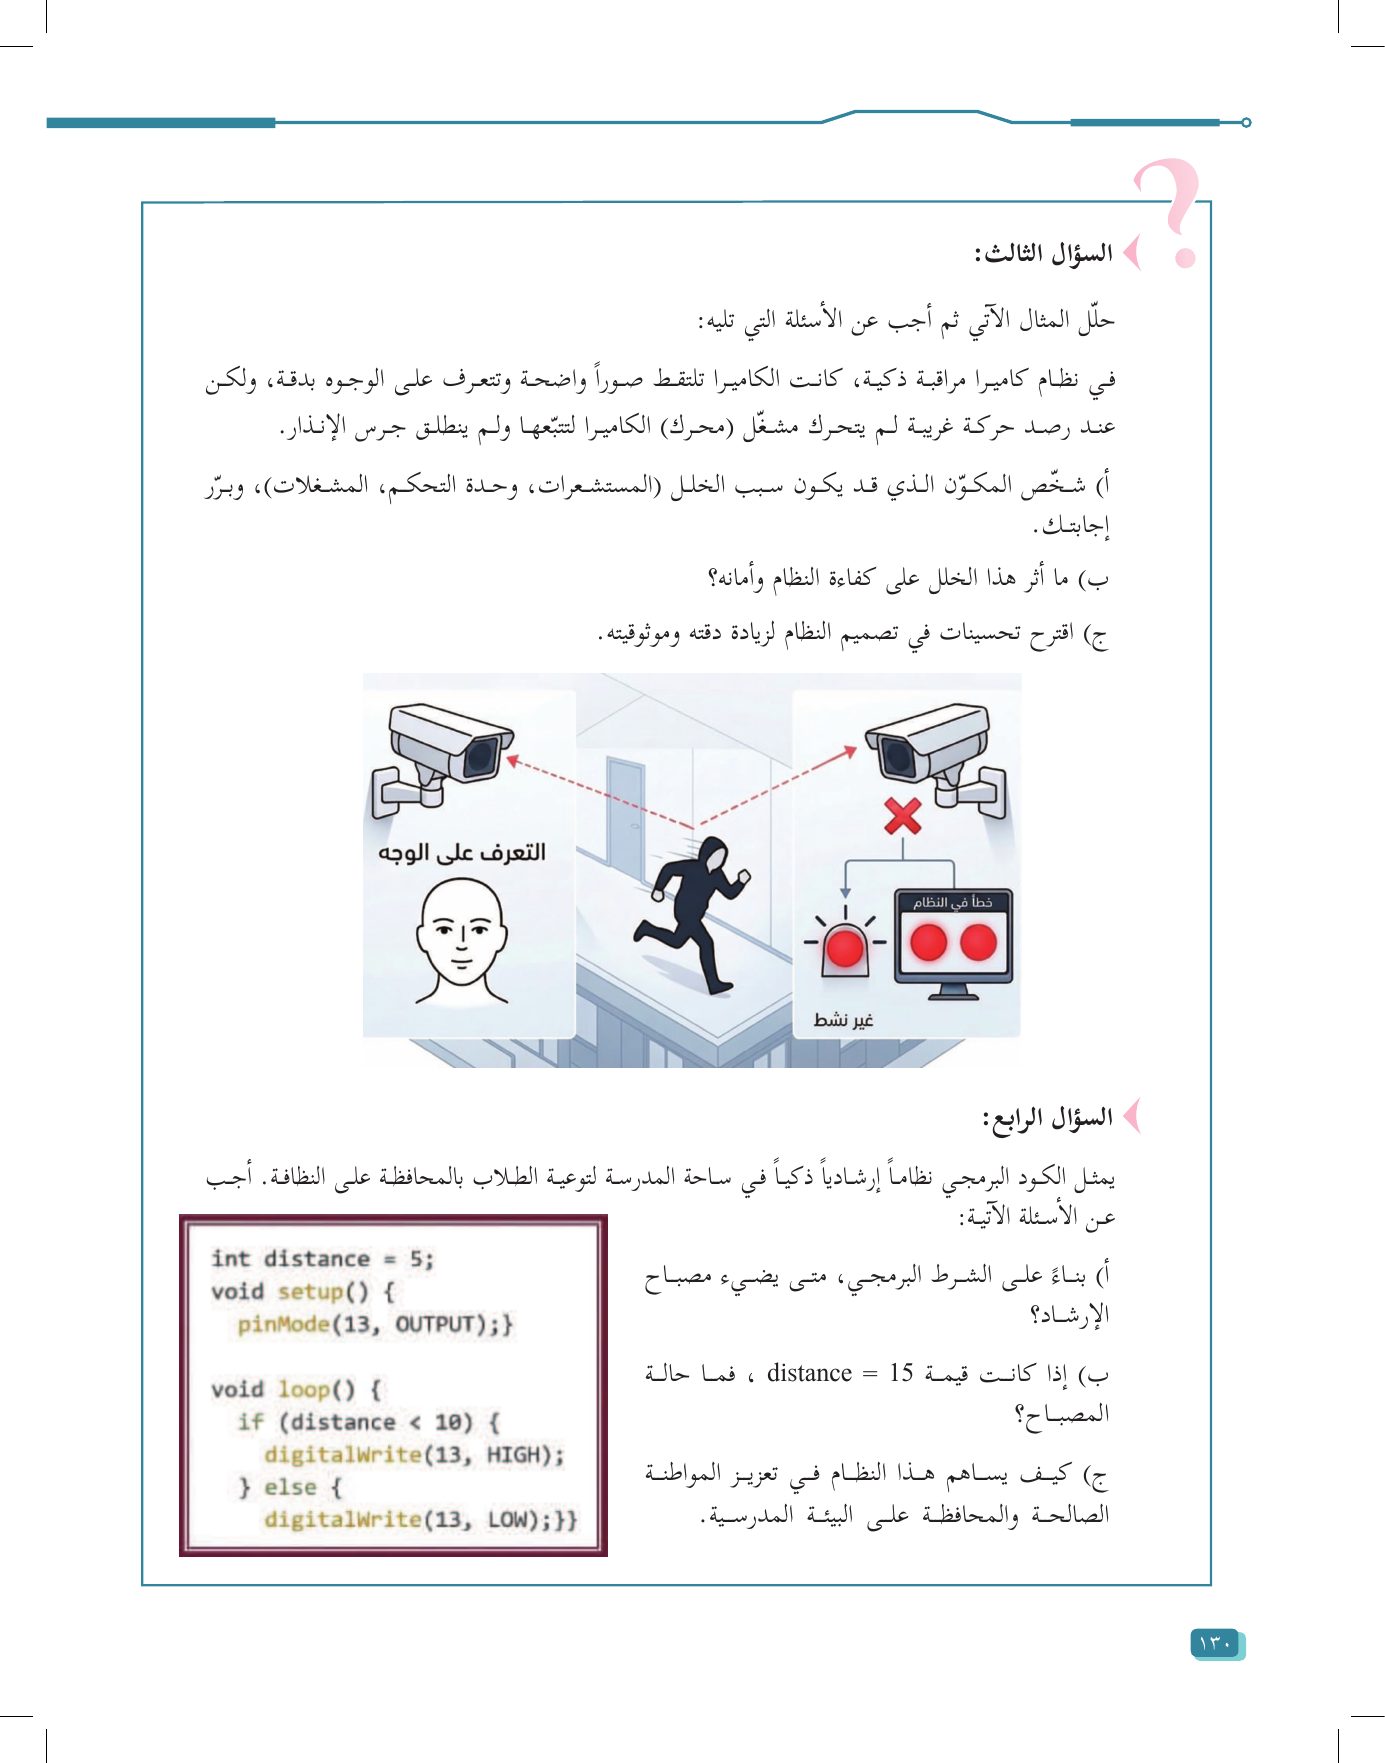 السؤال الثالث:
حلّل المثال الآتي ثم أجب عن الأسئلة التي تليه:
في نظام كاميرا مراقبة ذكية، كانت الكاميرا تلتقط صوراً واضحة وتتعرف على الوجوه بدقة، ولكن
عند رصد حركة غريبة لم يتحرك مشغّل (محرك) الكاميرا لتتبّعها ولم ينطلق جرس الإنذار.
أ) شخّص المكوّن الذي قد يكون سبب الخلل (المستشعرات، وحدة التحكم، المشغلات)، وبرّر
إجابتك.
ب) ما أثر هذا الخلل على كفاءة النظام وأمانه؟
ج) اقترح تحسينات في تصميم النظام لزيادة دقته وموثوقيته.
التعرف على الوجه
خطأ في النظام
غير نشط
السؤال الرابع:
يمثل الكود البرمجي نظاماً إرشادياً ذكياً في ساحة المدرسة لتوعية الطلاب بالمحافظة على النظافة. أجب
عن الأسئلة الآتية:
أ) بناءً على الشرط البرمجي، متى يضيء مصباح
الإرشاد؟
ب) إذا كانت قيمة distance = 15 ، فما حالة
المصباح؟
ج) كيف يساهم هذا النظام في تعزيز المواطنة
الصالحة والمحافظة على البيئة المدرسية.
int distance = 5;
void setup() {
pinMode(13, OUTPUT);}
void loop() {
if (distance < 10) {
digitalWrite(13, HIGH);
} else {
digitalWrite(13, LOW);}}
١٣٠